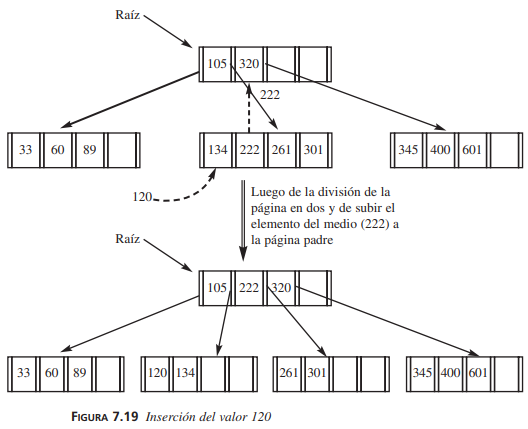 Raíz
105 320
222
33 60 89
134 222 261 301
345 400 601
120
Luego de la división de la
página en dos y de subir el
elemento del medio (222) a
la página padre
Raíz
105 222 320
33 60 89
120 134
261 301
345 400 601
FIGURA 7.19 Inserción del valor 120